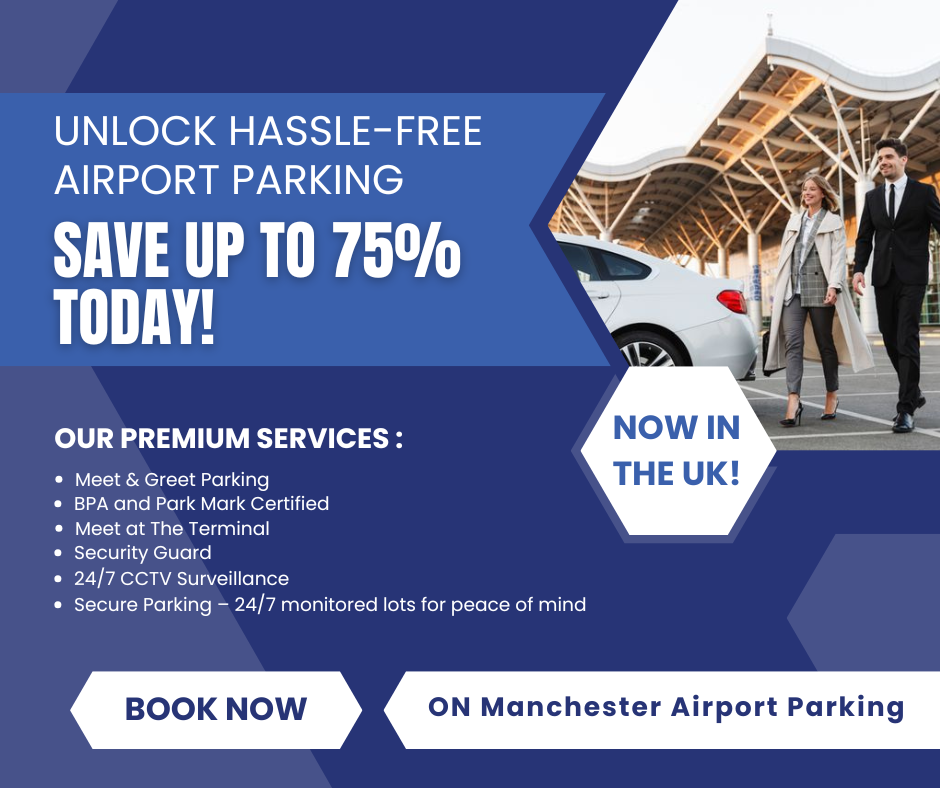 UNLOCK HASSLE-FREE
AIRPORT PARKING
SAVE UP TO 75%
TODAY!
OUR PREMIUM SERVICES :
• Meet & Greet Parking
• BPA and Park Mark Certified
• Meet at The Terminal
• Security Guard
• 24/7 CCTV Surveillance
• Secure Parking – 24/7 monitored lots for peace of mind
NOW IN
THE UK!
BOOK NOW
ON Manchester Airport Parking